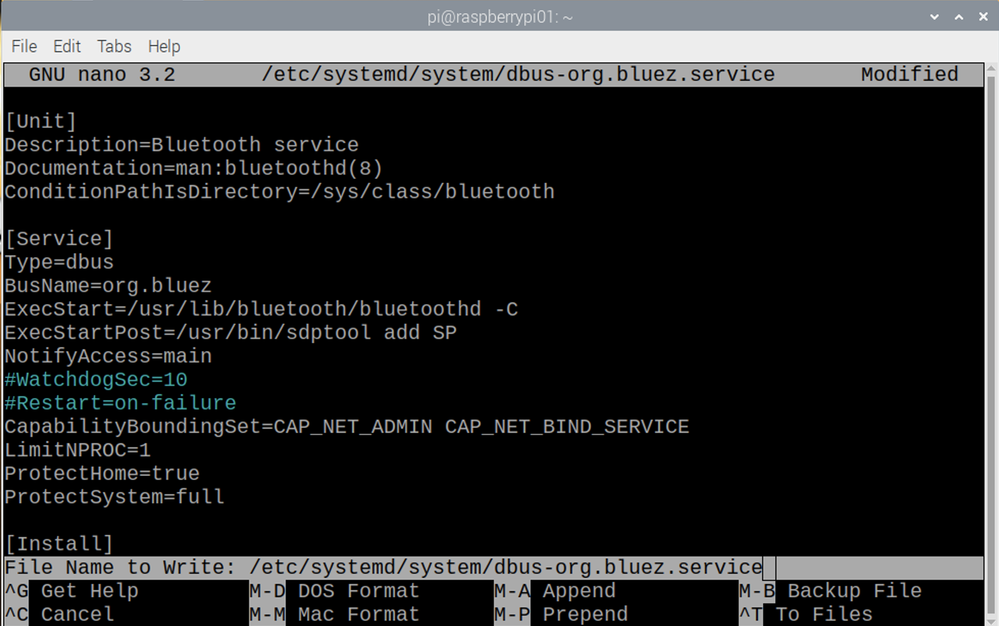 pi@raspberrypi01: ~
File Edit Tabs Help
GNU nano 3.2 /etc/systemd/system/dbus-org.bluez.service Modified
[Unit]
Description=Bluetooth service
Documentation=man:bluetoothd(8)
ConditionPathIsDirectory=/sys/class/bluetooth
[Service]
Type=dbus
BusName=org.bluez
ExecStart=/usr/lib/bluetooth/bluetoothd -C
ExecStartPost=/usr/bin/sdptool add SP
NotifyAccess=main
#WatchdogSec=10
#Restart=on-failure
CapabilityBoundingSet=CAP_NET_ADMIN CAP_NET_BIND_SERVICE
LimitNPROC=1
ProtectHome=true
ProtectSystem=full
[Install]
File Name to Write: /etc/systemd/system/dbus-org.bluez.service
^G Get Help M-D DOS Format M-A Append M-B Backup File
^C Cancel M-M Mac Format M-P Prepend ^T To Files